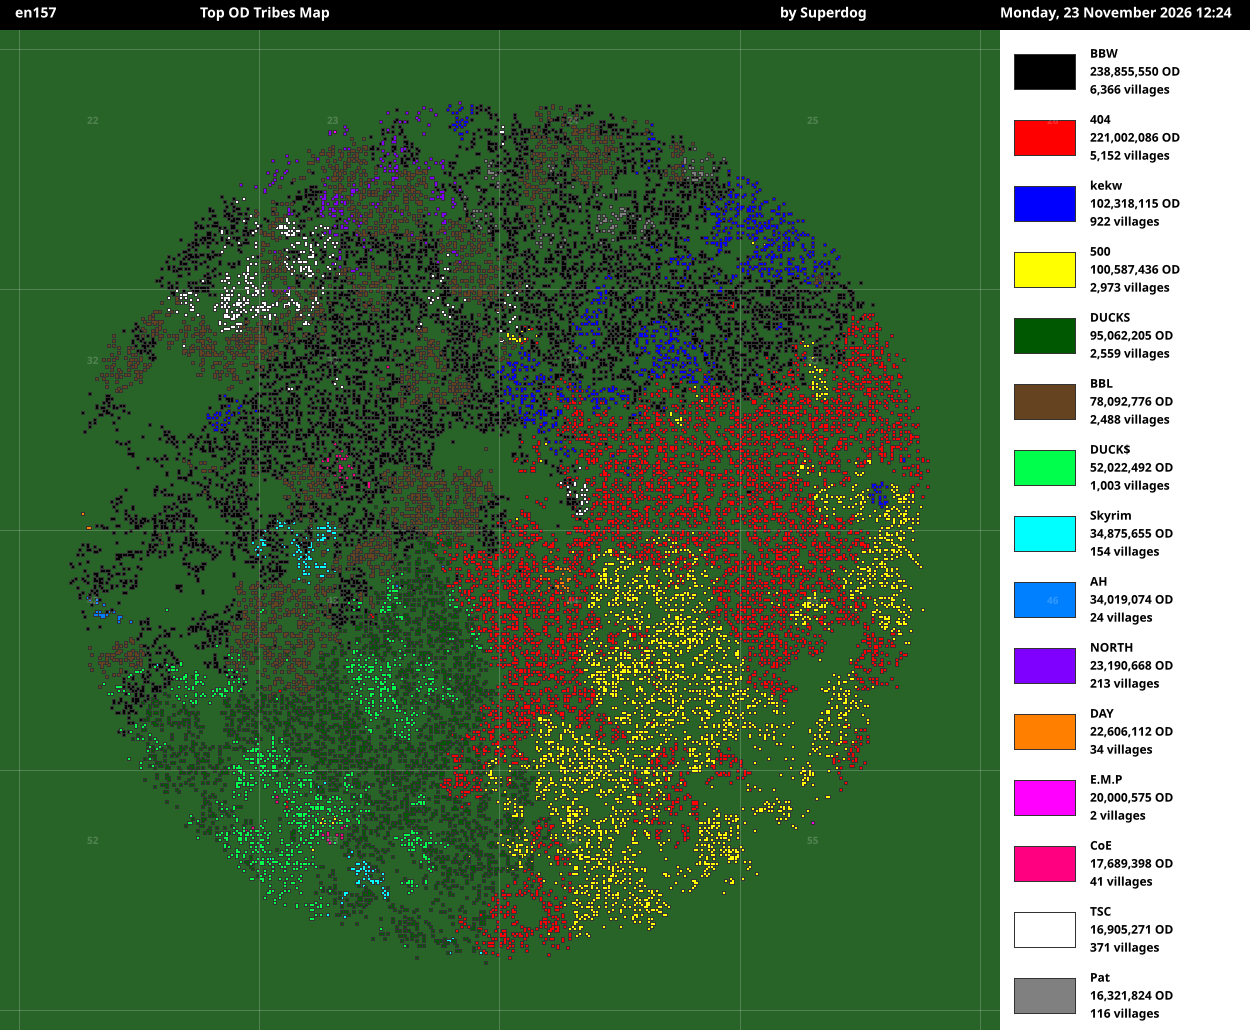 en157 Top OD Tribes Map by Superdog Monday, 23 November 2026 12:24
BBW
238,855,550 OD
6,366 villages
404
221,002,086 OD
5,152 villages
kekw
102,318,115 OD
922 villages
500
100,587,436 OD
2,973 villages
DUCKS
95,062,205 OD
2,559 villages
BBL
78,092,776 OD
2,488 villages
DUCK$
52,022,492 OD
1,003 villages
Skyrim
34,875,655 OD
154 villages
AH
34,019,074 OD
24 villages
NORTH
23,190,668 OD
213 villages
DAY
22,606,112 OD
34 villages
E.M.P
20,000,575 OD
2 villages
CoE
17,689,398 OD
41 villages
TSC
16,905,271 OD
371 villages
Pat
16,321,824 OD
116 villages
22 23 25
32
46
52 55